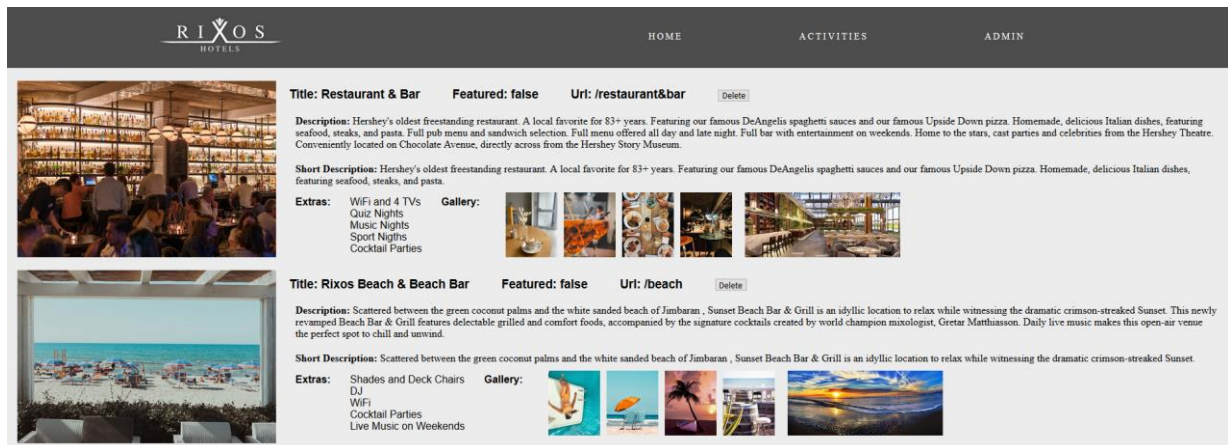 RIXOS
HOTELS
HOME
ACTIVITIES
ADMIN
Title: Restaurant & Bar
Featured: false
Url: /restaurant&bar
Delete
Description: Hershey's oldest freestanding restaurant. A local favorite for 83+ years. Featuring our famous DeAngelis spaghetti sauces and our famous Upside Down pizza. Homemade, delicious Italian dishes, featuring
seafood, steaks, and pasta. Full pub menu and sandwich selection. Full menu offered all day and late night. Full bar with entertainment on weekends. Home to the stars, cast parties and celebrities from the Hershey Theatre.
Conveniently located on Chocolate Avenue, directly across from the Hershey Story Museum.
Short Description: Hershey's oldest freestanding restaurant. A local favorite for 83+ years. Featuring our famous DeAngelis spaghetti sauces and our famous Upside Down pizza. Homemade, delicious Italian dishes,
featuring seafood, steaks, and pasta.
Extras:
WiFi and 4 TVs
Quiz Nights
Music Nights
Sport Nigths
Cocktail Parties
Gallery:
Title: Rixos Beach & Beach Bar
Featured: false
Url: /beach
Delete
Description: Scattered between the green coconut palms and the white sanded beach of Jimbaran , Sunset Beach Bar & Grill is an idyllic location to relax while witnessing the dramatic crimson-streaked Sunset. This newly
revamped Beach Bar & Grill features delectable grilled and comfort foods, accompanied by the signature cocktails created by world champion mixologist, Gretar Matthiasson. Daily live music makes this open-air venue
the perfect spot to chill and unwind.
Short Description: Scattered between the green coconut palms and the white sanded beach of Jimbaran , Sunset Beach Bar & Grill is an idyllic location to relax while witnessing the dramatic crimson-streaked Sunset.
Extras:
Shades and Deck Chairs
DJ
WiFi
Cocktail Parties
Live Music on Weekends
Gallery: